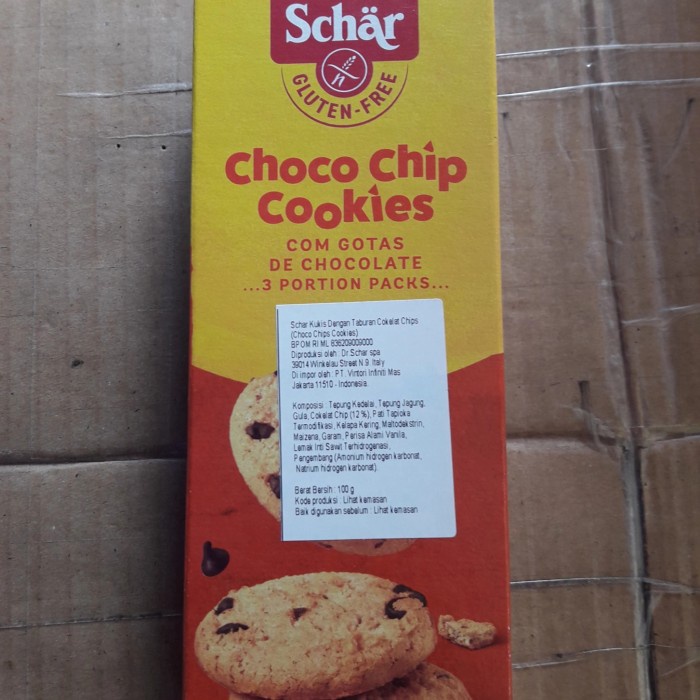 Schär
GLUTEN-FREE
Choco Chip
Cookies
COM GOTAS
DE CHOCOLATE
...3 PORTION PACKS...
Schar Kukis Dengan Taburan Cokelat Chips
(Choco Chips Cookies)
BPOM RI ML 836209009000
Diproduksi oleh : Dr.Schar spa
39014 Winkelau Street N.9. Italy
Di impor oleh : PT. Vintori Infiniti Mas
Jakarta 11510 - Indonesia
Komposisi : Tepung Kedelai, Tepung Jagung,
Gula, Cokelat Chip (12 %), Pati Tapioka
Termodifikasi, Kelapa Kering, Maltodekstrin,
Maizena, Garam, Perisa Alami Vanila,
Lemak Inti Sawit Terhidrogenasi,
Pengembang (Amonium hidrogen karbonat,
Natrium hidrogen karbonat).
Berat Bersih : 100 g
Kode produksi : Lihat kemasan
Baik digunakan sebelum : Lihat kemasan